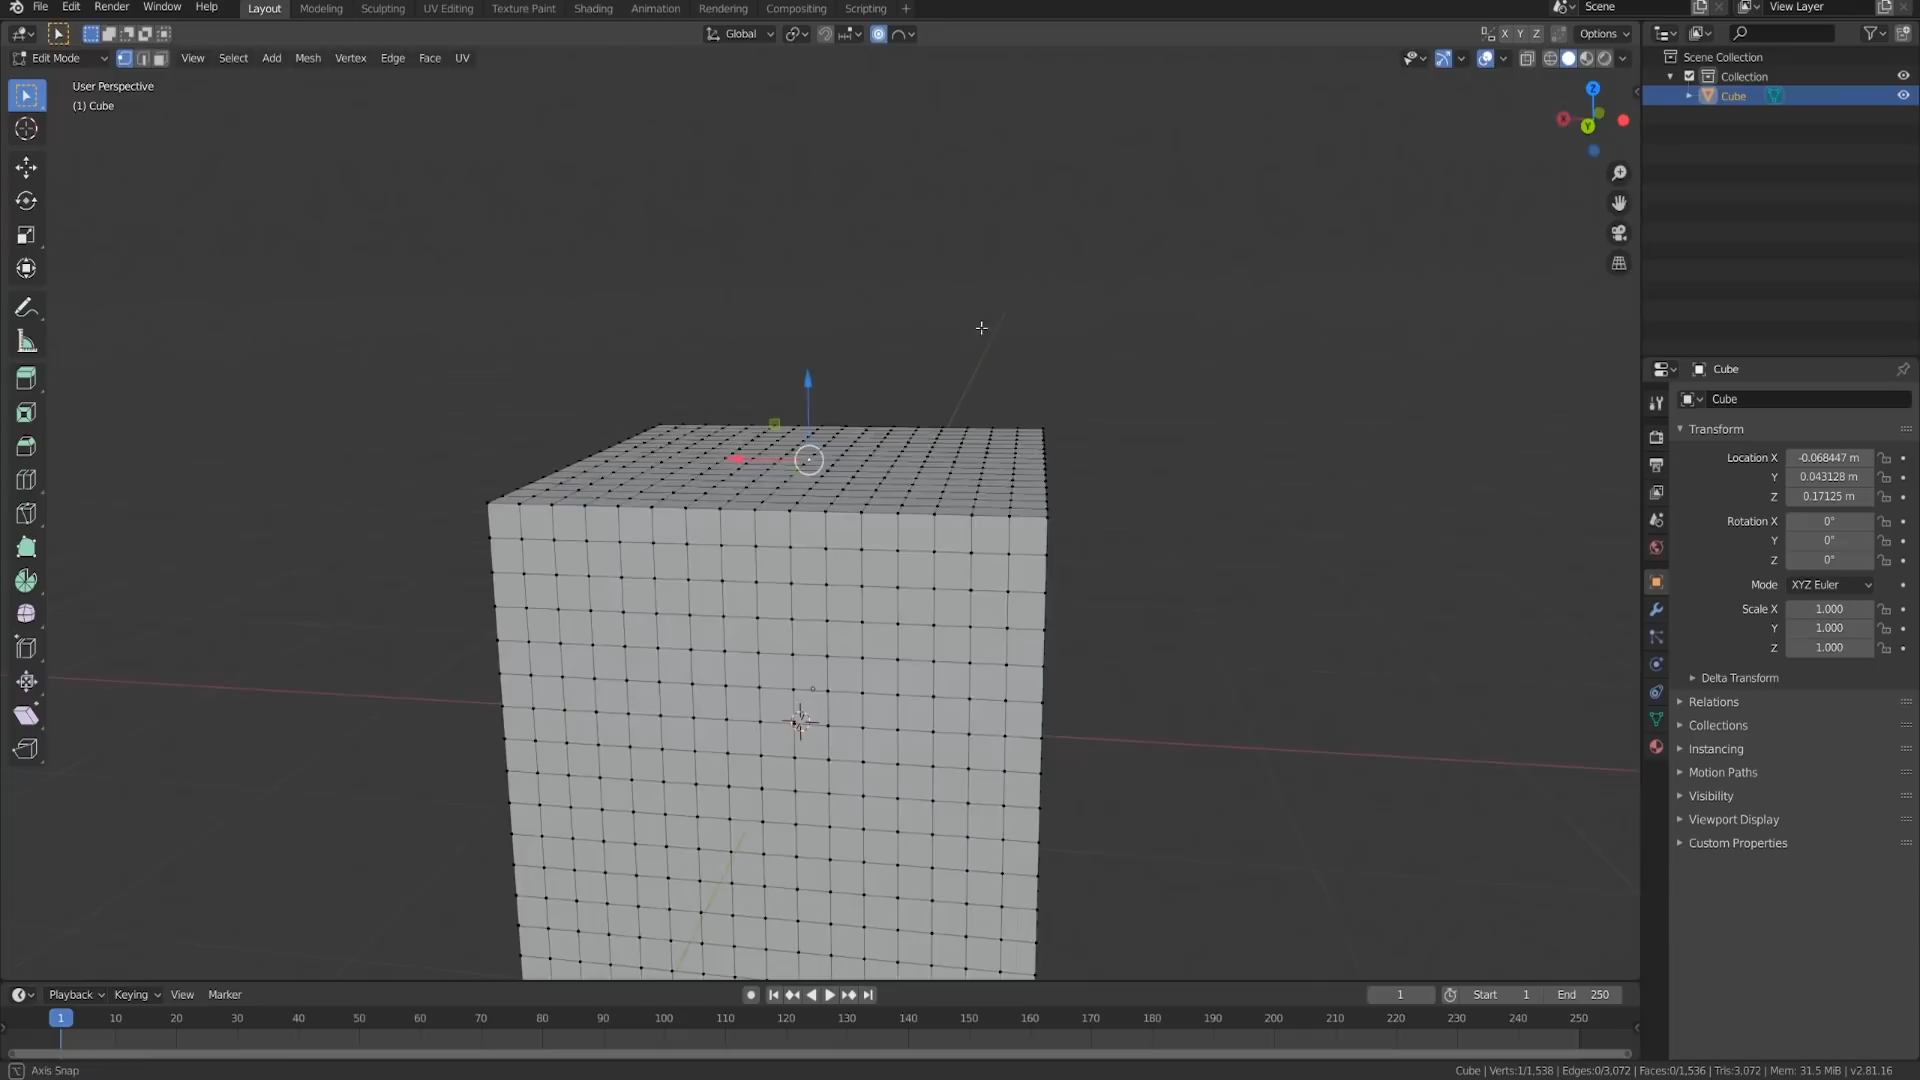 File Edit Render Window Help Layout Modeling Sculpting UV Editing Texture Paint Shading Animation Rendering Compositing Scripting + Scene View Layer
Global X Y Z Options
Edit Mode View Select Add Mesh Vertex Edge Face UV
User Perspective
(1) Cube
Z
X
Y
Scene Collection
Collection
Cube
Cube
Cube
Transform
Location X -0.068447 m
Y 0.043128 m
Z 0.17125 m
Rotation X 0°
Y 0°
Z 0°
Mode XYZ Euler
Scale X 1.000
Y 1.000
Z 1.000
Delta Transform
Relations
Collections
Instancing
Motion Paths
Visibility
Viewport Display
Custom Properties
Playback Keying View Marker 1 Start 1 End 250
1 10 20 30 40 50 60 70 80 90 100 110 120 130 140 150 160 170 180 190 200 210 220 230 240 250
Axis Snap Cube | Verts:1/1,538 | Edges:0/3,072 | Faces:0/1,536 | Tris:3,072 | Mem: 31.5 MiB | v2.81.16